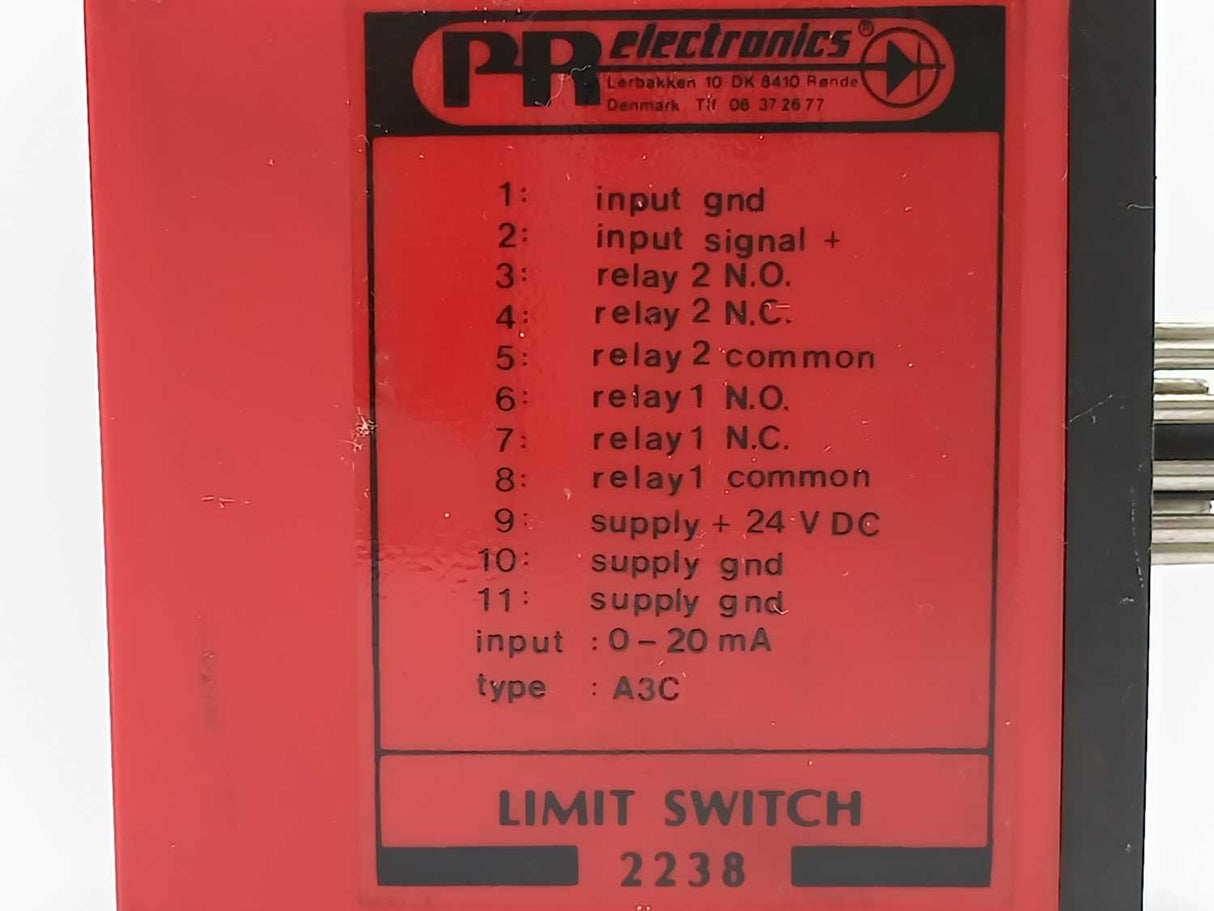 PR electronics ®
Lerbakken 10 DK 8410 Rønde
Denmark Tlf 06 37 26 77
1: input gnd
2: input signal +
3: relay 2 N.O.
4: relay 2 N.C.
5: relay 2 common
6: relay 1 N.O.
7: relay 1 N.C.
8: relay 1 common
9: supply + 24 V DC
10: supply gnd
11: supply gnd
input : 0 – 20 mA
type : A3C
LIMIT SWITCH
2238